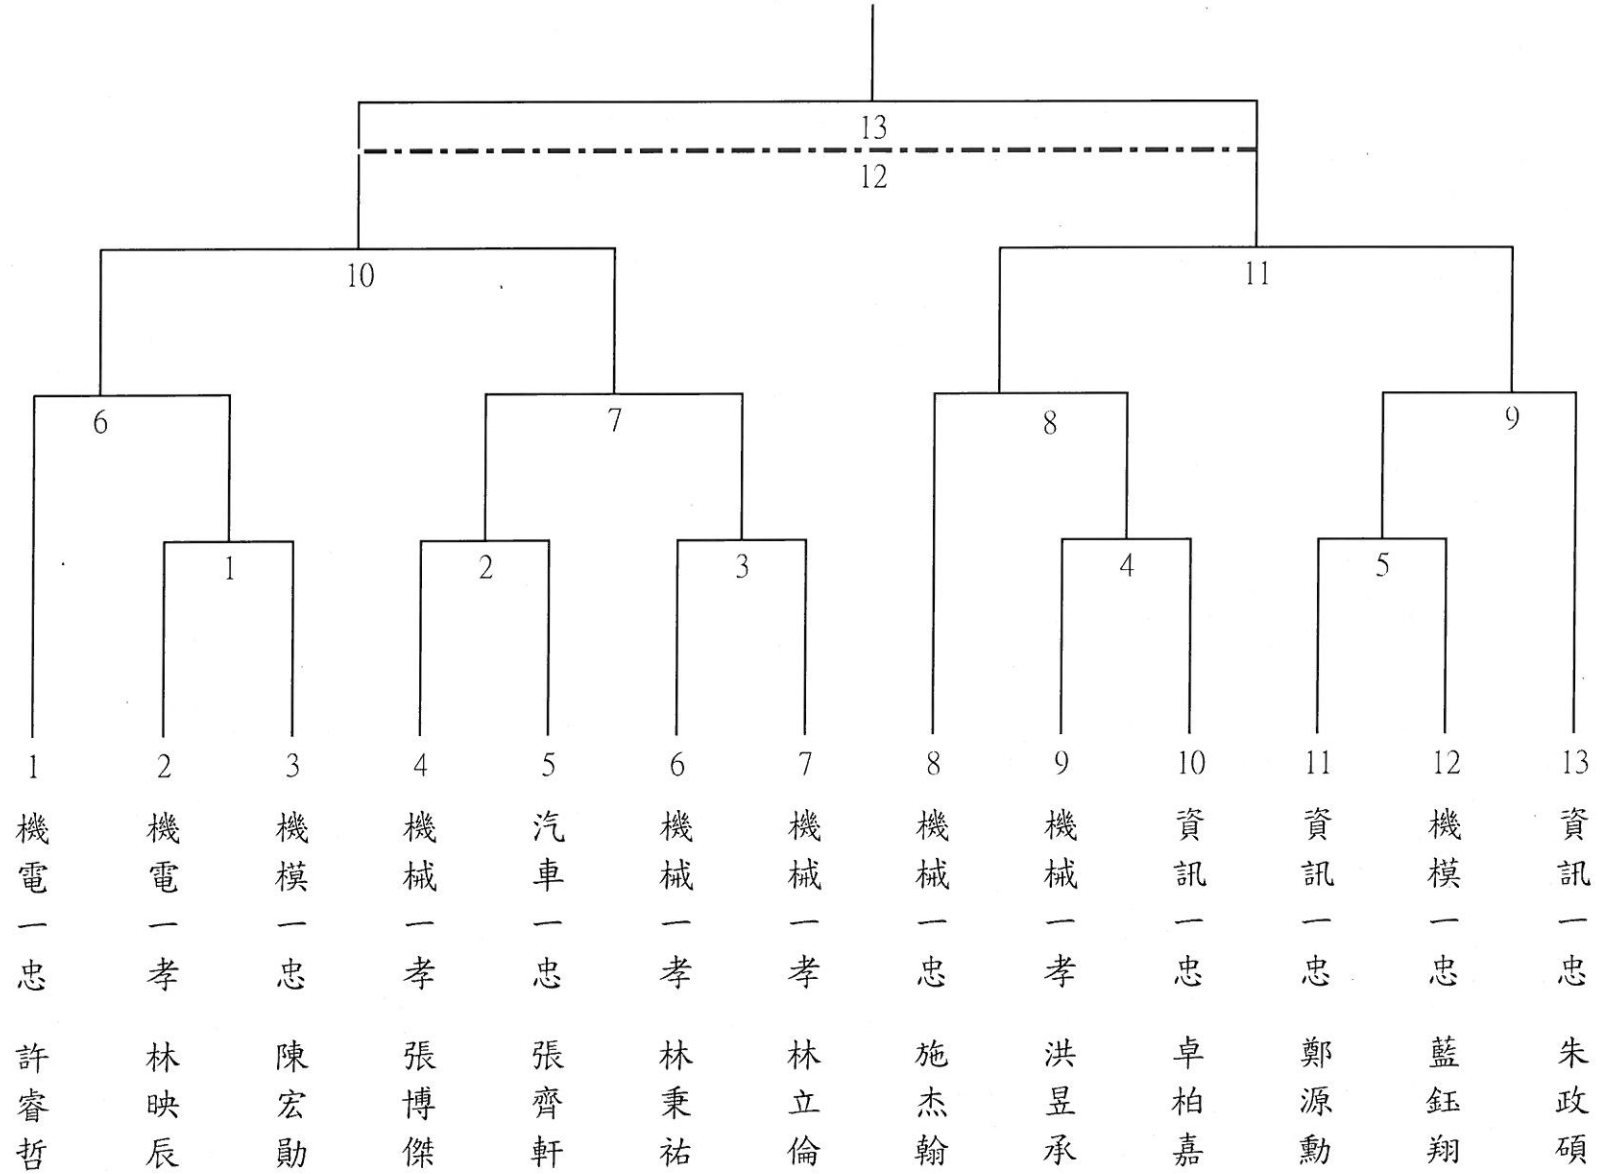 13
12
10
11
6
7
8
9
1
2
3
4
5
1
2
3
4
5
6
7
8
9
10
11
12
13
機電一忠 許睿哲
機電一孝 林映辰
機模一忠 陳宏勛
機械一孝 張博傑
汽車一忠 張齊軒
機械一孝 林秉祐
機械一孝 林立倫
機械一忠 施杰翰
機械一孝 洪昱承
資訊一忠 卓柏嘉
資訊一忠 鄭源勳
機模一忠 藍鈺翔
資訊一忠 朱政碩